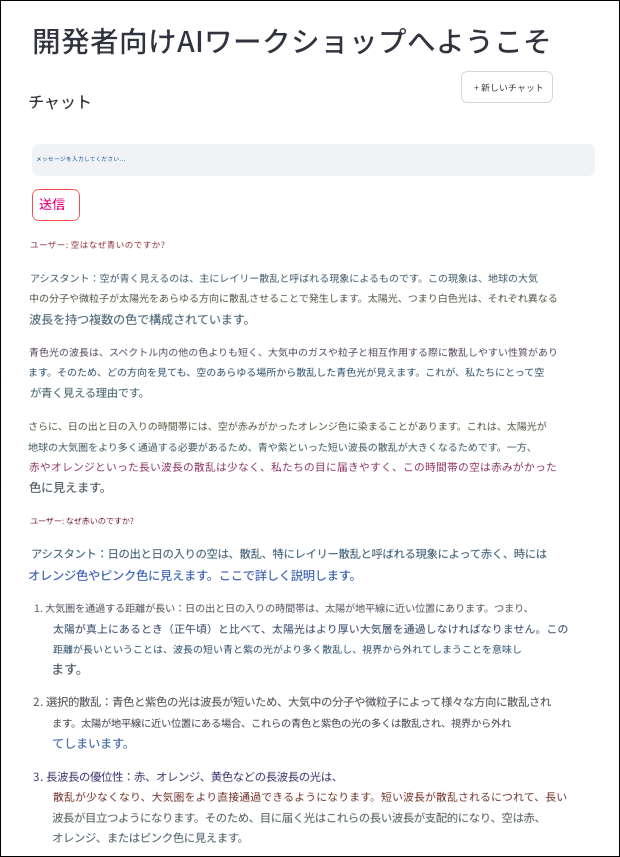 開発者向けAIワークショップへようこそ
+ 新しいチャット
チャット
メッセージを入力してください...
送信
ユーザー: 空はなぜ青いのですか?
アシスタント：空が青く見えるのは、主にレイリー散乱と呼ばれる現象によるものです。この現象は、地球の大気
中の分子や微粒子が太陽光をあらゆる方向に散乱させることで発生します。太陽光、つまり白色光は、それぞれ異なる
波長を持つ複数の色で構成されています。
青色光の波長は、スペクトル内の他の色よりも短く、大気中のガスや粒子と相互作用する際に散乱しやすい性質があり
ます。そのため、どの方向を見ても、空のあらゆる場所から散乱した青色光が見えます。これが、私たちにとって空
が青く見える理由です。
さらに、日の出と日の入りの時間帯には、空が赤みがかったオレンジ色に染まることがあります。これは、太陽光が
地球の大気圏をより多く通過する必要があるため、青や紫といった短い波長の散乱が大きくなるためです。一方、
赤やオレンジといった長い波長の散乱は少なく、私たちの目に届きやすく、この時間帯の空は赤みがかった
色に見えます。
ユーザー: なぜ赤いのですか?
アシスタント：日の出と日の入りの空は、散乱、特にレイリー散乱と呼ばれる現象によって赤く、時には
オレンジ色やピンク色に見えます。ここで詳しく説明します。
1. 大気圏を通過する距離が長い：日の出と日の入りの時間帯は、太陽が地平線に近い位置にあります。つまり、
太陽が真上にあるとき（正午頃）と比べて、太陽光はより厚い大気層を通過しなければなりません。この
距離が長いということは、波長の短い青と紫の光がより多く散乱し、視界から外れてしまうことを意味し
ます。
2. 選択的散乱：青色と紫色の光は波長が短いため、大気中の分子や微粒子によって様々な方向に散乱され
ます。太陽が地平線に近い位置にある場合、これらの青色と紫色の光の多くは散乱され、視界から外れ
てしまいます。
3. 長波長の優位性：赤、オレンジ、黄色などの長波長の光は、
散乱が少なくなり、大気圏をより直接通過できるようになります。短い波長が散乱されるにつれて、長い
波長が目立つようになります。そのため、目に届く光はこれらの長い波長が支配的になり、空は赤、
オレンジ、またはピンク色に見えます。